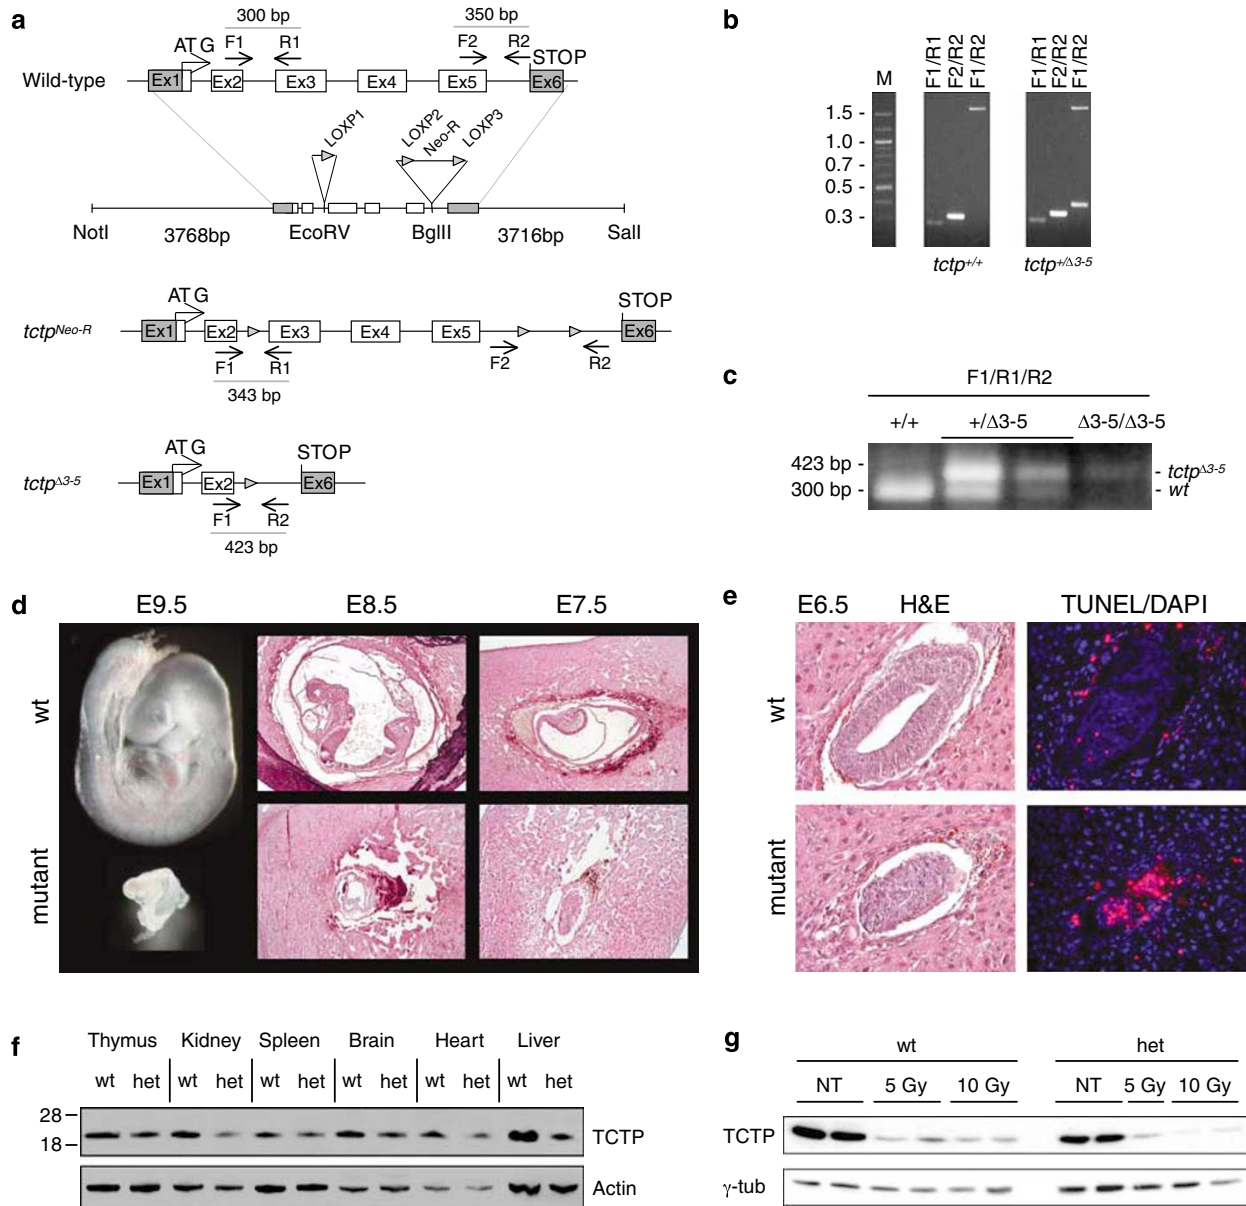 a
300 bp
350 bp
ATG
F1
R1
F2
R2
STOP
Wild-type
Ex1
Ex2
Ex3
Ex4
Ex5
Ex6
LOXP1
LOXP2
Neo-R
LOXP3
NotI
3768bp
EcoRV
BglII
3716bp
SalI
ATG
STOP
tctp^Neo-R
Ex1
Ex2
Ex3
Ex4
Ex5
Ex6
F1
R1
F2
R2
343 bp
ATG
STOP
tctp^Δ3-5
Ex1
Ex2
Ex6
F1
R2
423 bp
b
M
F1/R1
F2/R2
F1/R2
F1/R1
F2/R2
F1/R2
1.5 -
1.0 -
0.7 -
0.5 -
0.3 -
tctp^+/+
tctp^+/Δ3-5
c
F1/R1/R2
+/+
+/Δ3-5
Δ3-5/Δ3-5
423 bp -
300 bp -
- tctp^Δ3-5
- wt
d
E9.5
E8.5
E7.5
wt
mutant
e
E6.5
H&E
TUNEL/DAPI
wt
mutant
f
Thymus Kidney Spleen Brain Heart Liver
wt het wt het wt het wt het wt het wt het
28
18
TCTP
Actin
g
wt
het
NT 5 Gy 10 Gy NT 5 Gy 10 Gy
TCTP
γ-tub